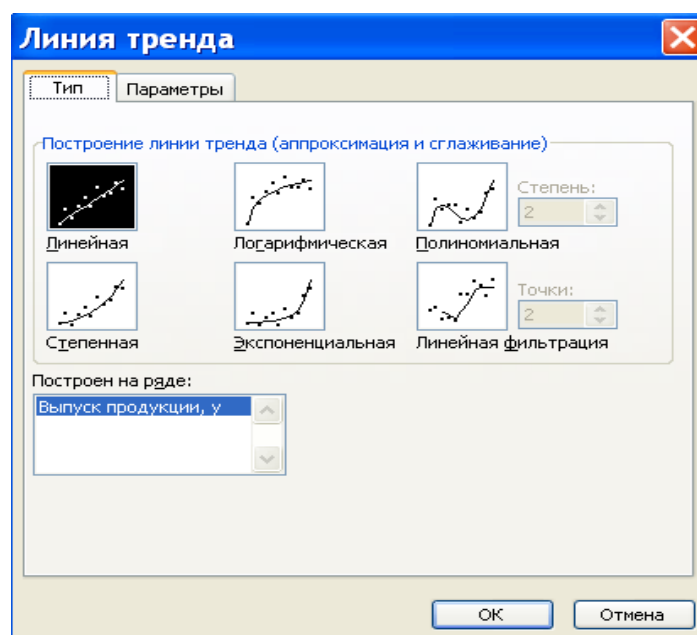 Линия тренда
Тип Параметры
Построение линии тренда (аппроксимация и сглаживание)
Степень:
2
Линейная Логарифмическая Полиномиальная
Точки:
2
Степенная Экспоненциальная Линейная фильтрация
Построен на ряде:
Выпуск продукции, у
ОК Отмена